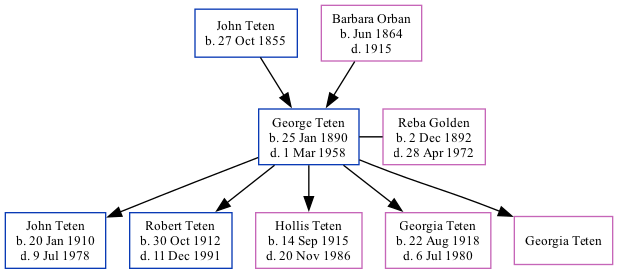 John Teten
b. 27 Oct 1855
Barbara Orban
b. Jun 1864
d. 1915
George Teten
b. 25 Jan 1890
d. 1 Mar 1958
Reba Golden
b. 2 Dec 1892
d. 28 Apr 1972
John Teten
b. 20 Jan 1910
d. 9 Jul 1978
Robert Teten
b. 30 Oct 1912
d. 11 Dec 1991
Hollis Teten
b. 14 Sep 1915
d. 20 Nov 1986
Georgia Teten
b. 22 Aug 1918
d. 6 Jul 1980
Georgia Teten